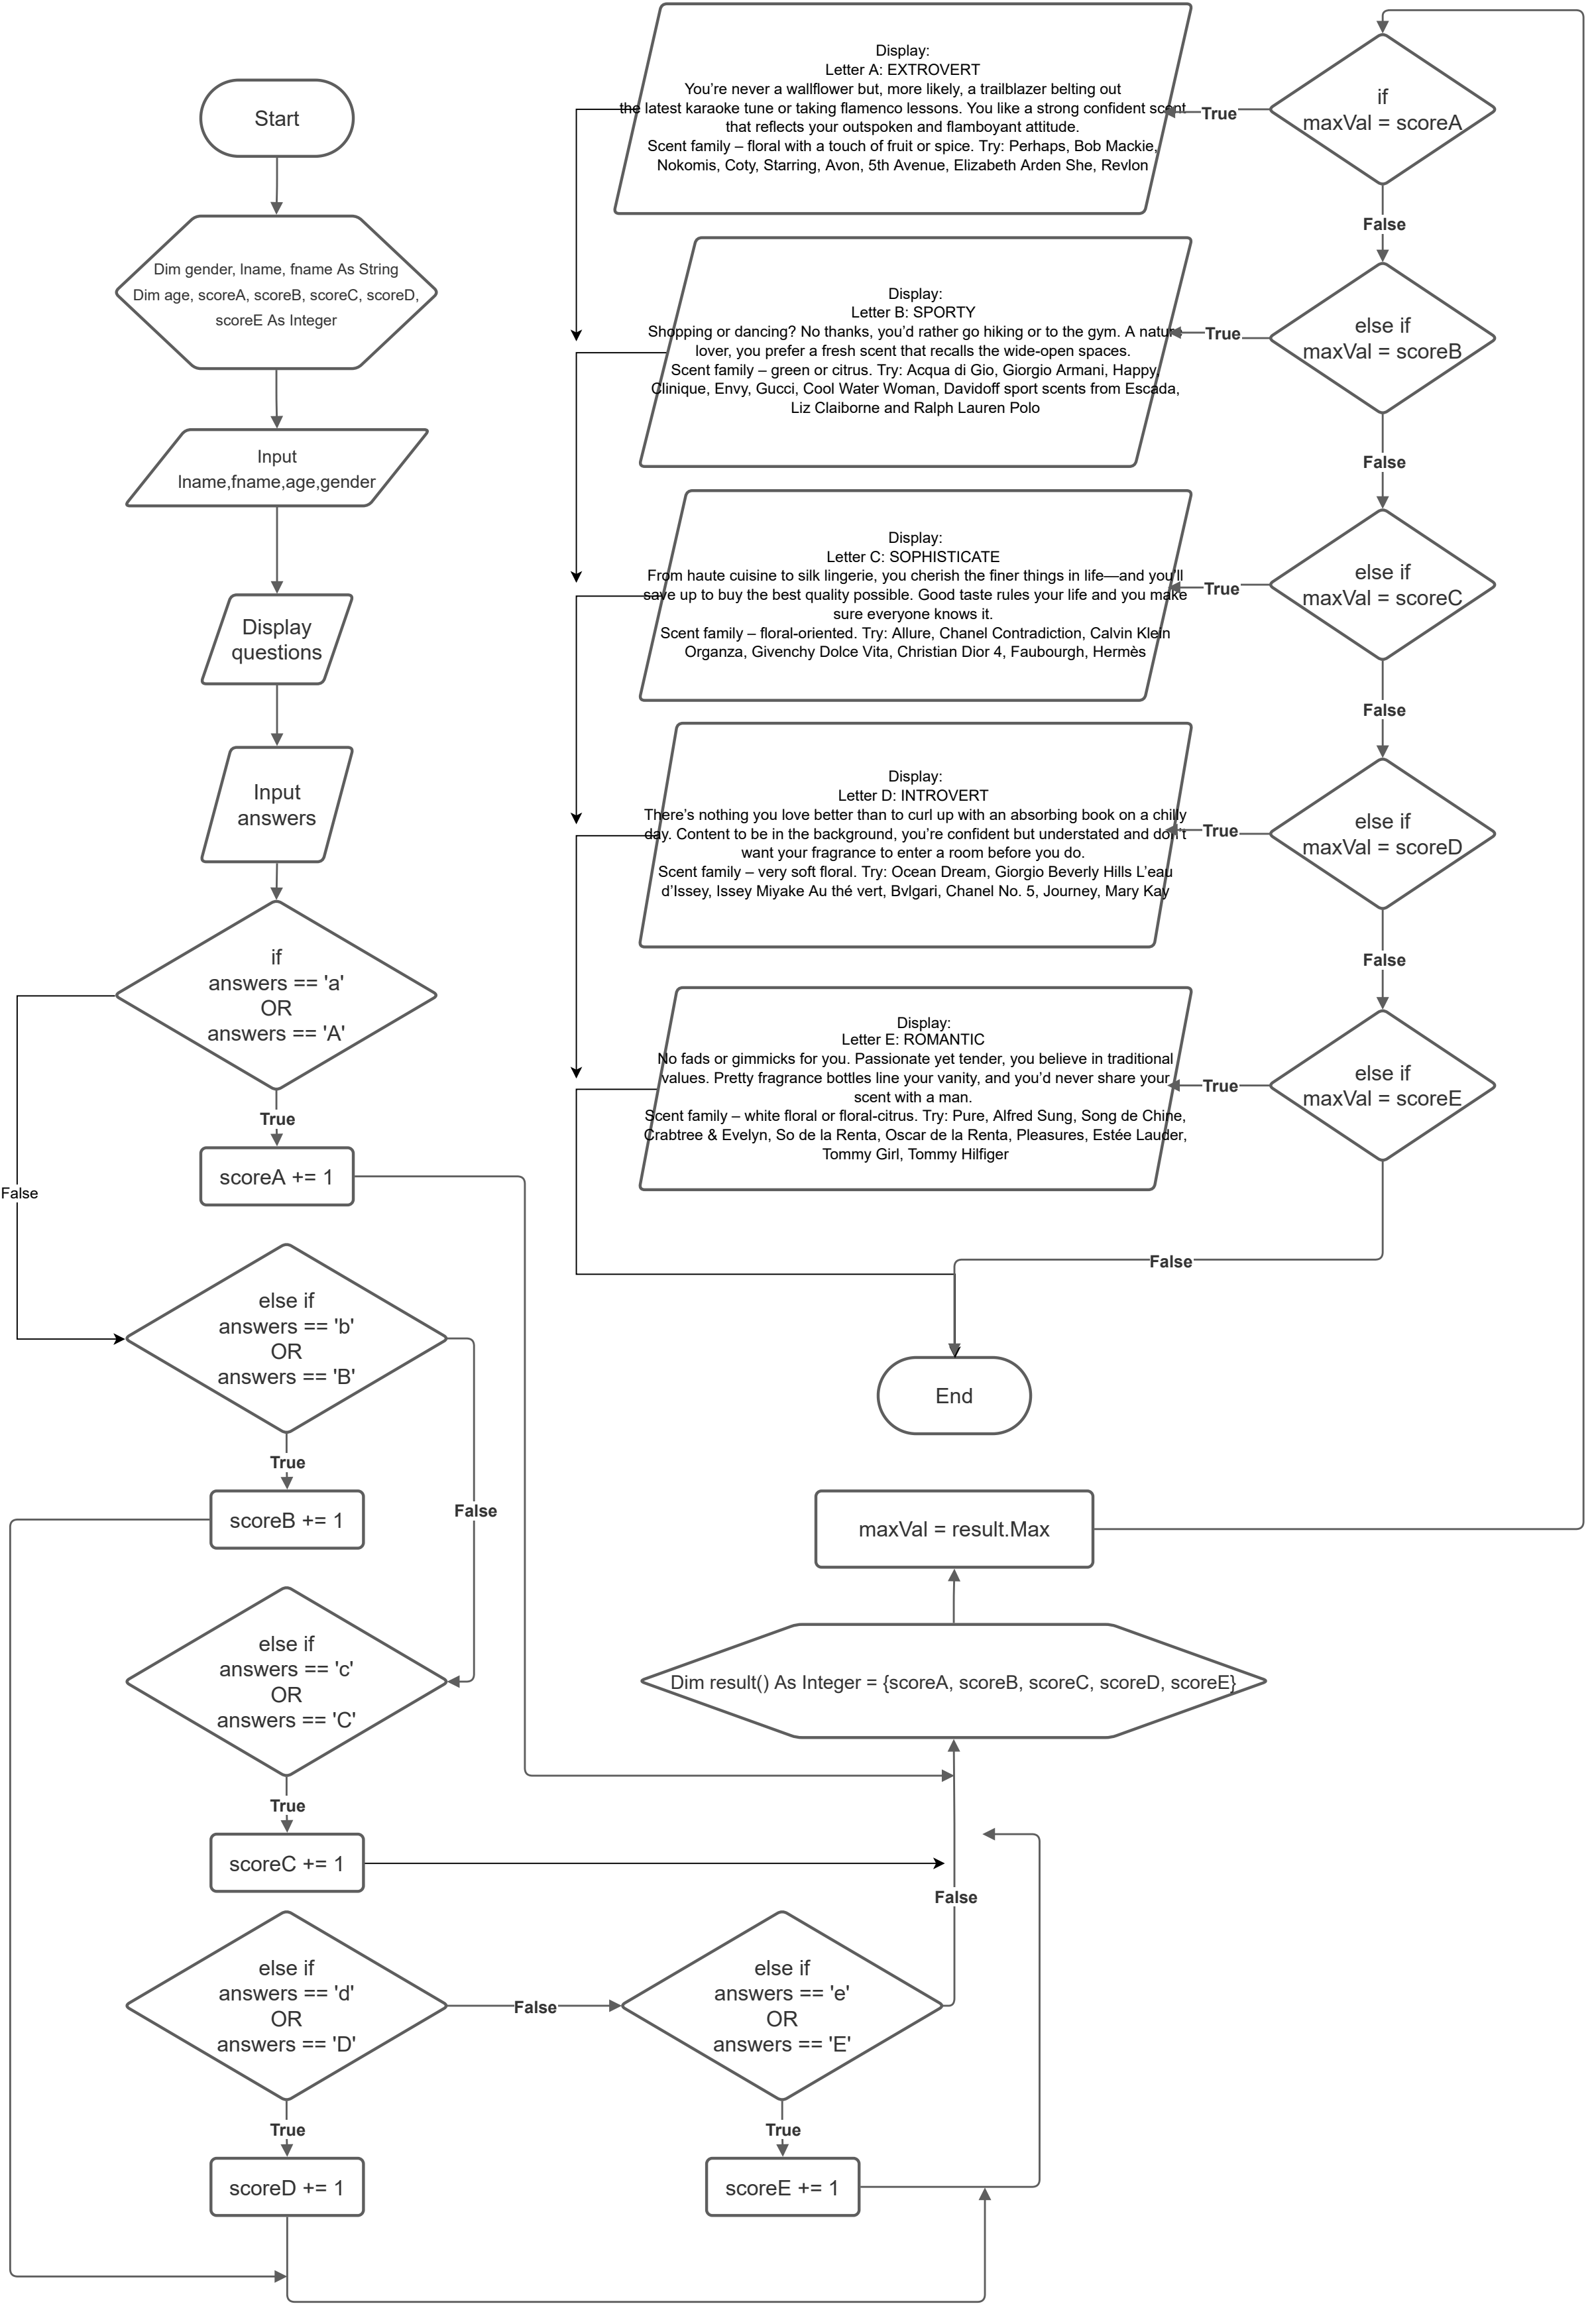 Start
Dim gender, lname, fname As String
Dim age, scoreA, scoreB, scoreC, scoreD,
scoreE As Integer
Input
lname,fname,age,gender
Display
questions
Input
answers
if
answers == 'a'
OR
answers == 'A'
True
False
scoreA += 1
else if
answers == 'b'
OR
answers == 'B'
True
False
scoreB += 1
else if
answers == 'c'
OR
answers == 'C'
True
scoreC += 1
else if
answers == 'd'
OR
answers == 'D'
False
True
scoreD += 1
else if
answers == 'e'
OR
answers == 'E'
False
True
scoreE += 1
Dim result() As Integer = {scoreA, scoreB, scoreC, scoreD, scoreE}
maxVal = result.Max
if
maxVal = scoreA
True
False
Display:
Letter A: EXTROVERT
You’re never a wallflower but, more likely, a trailblazer belting out
the latest karaoke tune or taking flamenco lessons. You like a strong confident scent
that reflects your outspoken and flamboyant attitude.
Scent family – floral with a touch of fruit or spice. Try: Perhaps, Bob Mackie,
Nokomis, Coty, Starring, Avon, 5th Avenue, Elizabeth Arden She, Revlon
else if
maxVal = scoreB
True
False
Display:
Letter B: SPORTY
Shopping or dancing? No thanks, you’d rather go hiking or to the gym. A nature
lover, you prefer a fresh scent that recalls the wide-open spaces.
Scent family – green or citrus. Try: Acqua di Gio, Giorgio Armani, Happy,
Clinique, Envy, Gucci, Cool Water Woman, Davidoff sport scents from Escada,
Liz Claiborne and Ralph Lauren Polo
else if
maxVal = scoreC
True
False
Display:
Letter C: SOPHISTICATE
From haute cuisine to silk lingerie, you cherish the finer things in life—and you’ll
save up to buy the best quality possible. Good taste rules your life and you make
sure everyone knows it.
Scent family – floral-oriented. Try: Allure, Chanel Contradiction, Calvin Klein
Organza, Givenchy Dolce Vita, Christian Dior 4, Faubourgh, Hermès
else if
maxVal = scoreD
True
False
Display:
Letter D: INTROVERT
There’s nothing you love better than to curl up with an absorbing book on a chilly
day. Content to be in the background, you’re confident but understated and don’t
want your fragrance to enter a room before you do.
Scent family – very soft floral. Try: Ocean Dream, Giorgio Beverly Hills L’eau
d’Issey, Issey Miyake Au thé vert, Bvlgari, Chanel No. 5, Journey, Mary Kay
else if
maxVal = scoreE
True
False
Display:
Letter E: ROMANTIC
No fads or gimmicks for you. Passionate yet tender, you believe in traditional
values. Pretty fragrance bottles line your vanity, and you’d never share your
scent with a man.
Scent family – white floral or floral-citrus. Try: Pure, Alfred Sung, Song de Chine,
Crabtree & Evelyn, So de la Renta, Oscar de la Renta, Pleasures, Estée Lauder,
Tommy Girl, Tommy Hilfiger
End